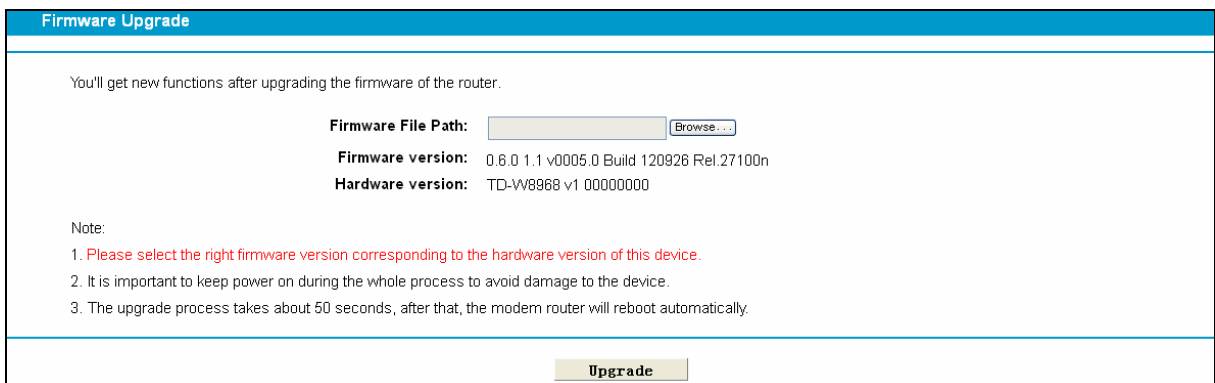 Firmware Upgrade
You'll get new functions after upgrading the firmware of the router.
Firmware File Path: Browse...
Firmware version: 0.6.0 1.1 v0005.0 Build 120926 Rel.27100n
Hardware version: TD-W8968 v1 00000000
Note:
1. Please select the right firmware version corresponding to the hardware version of this device.
2. It is important to keep power on during the whole process to avoid damage to the device.
3. The upgrade process takes about 50 seconds, after that, the modem router will reboot automatically.
Upgrade